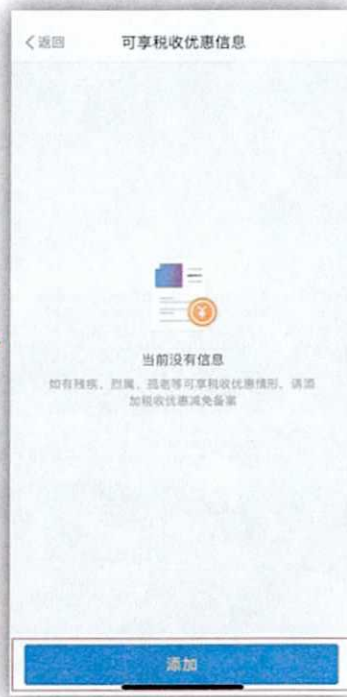 返回
可享税收优惠信息
当前没有信息
如有残疾、烈属、孤老等可享税收优惠情形，请添
加税收优惠减免备案
添加